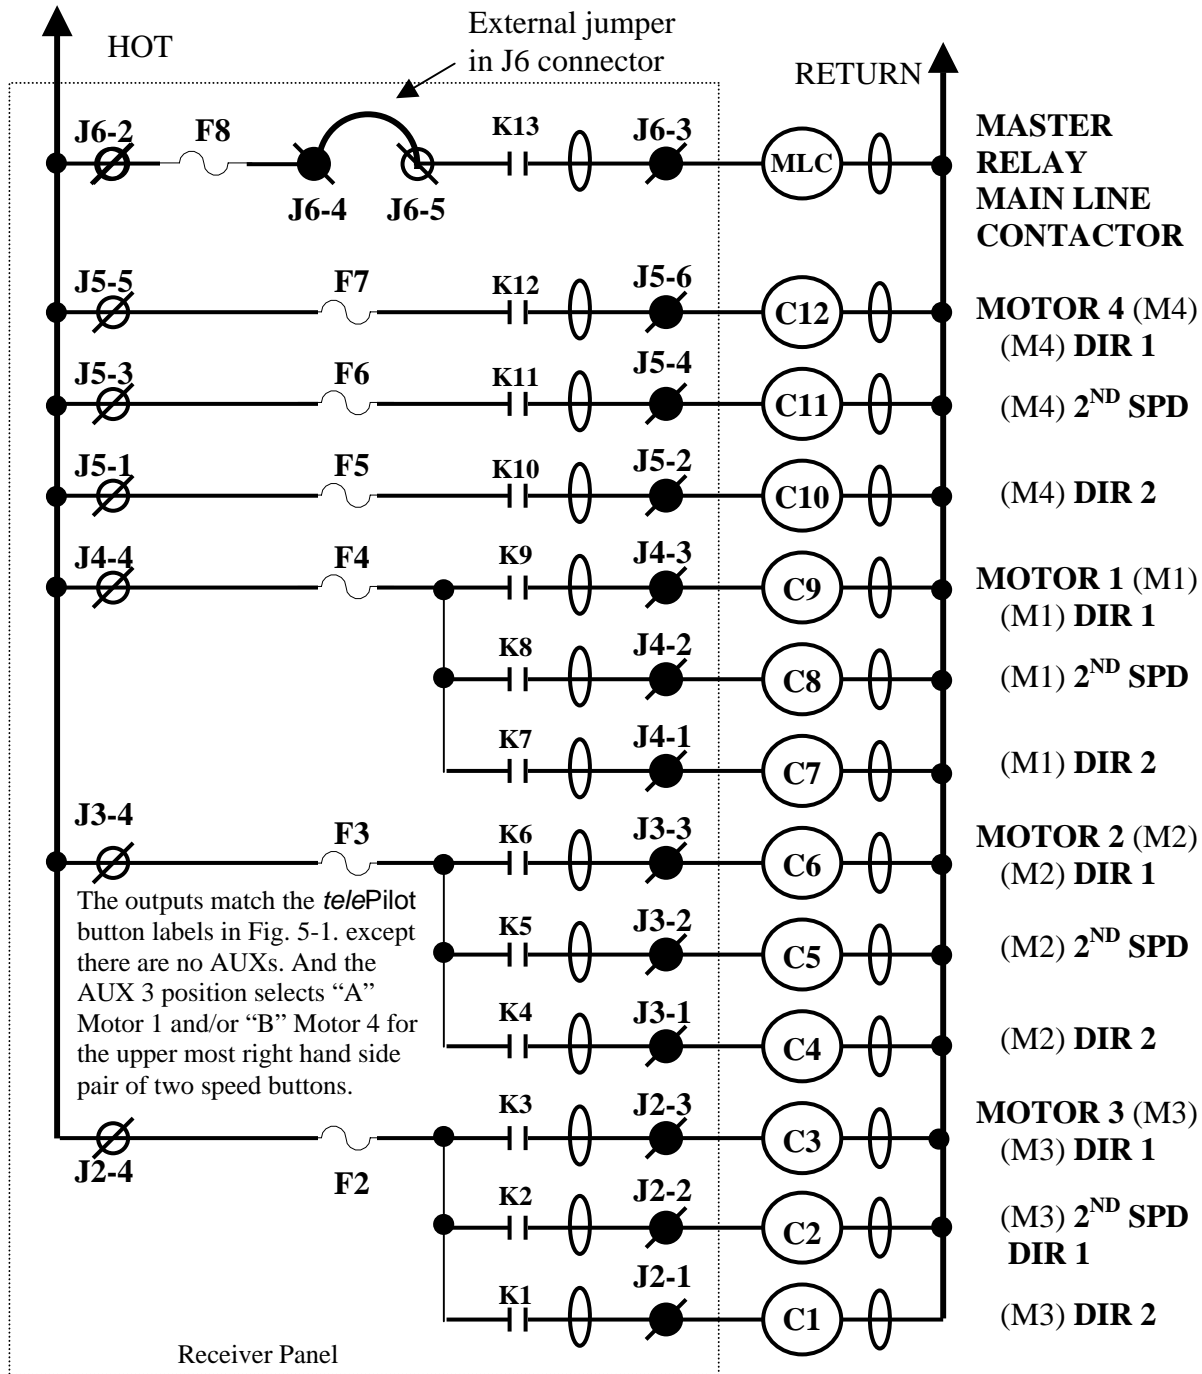 HOT
External jumper
in J6 connector
RETURN
J6-2
F8
K13
J6-3
MLC
MASTER
RELAY
MAIN LINE
CONTACTOR
J6-4
J6-5
J5-5
F7
K12
J5-6
C12
MOTOR 4 (M4)
(M4) DIR 1
J5-3
F6
K11
J5-4
C11
(M4) 2ND SPD
J5-1
F5
K10
J5-2
C10
(M4) DIR 2
J4-4
F4
K9
J4-3
C9
MOTOR 1 (M1)
(M1) DIR 1
K8
J4-2
C8
(M1) 2ND SPD
K7
J4-1
C7
(M1) DIR 2
J3-4
F3
K6
J3-3
C6
MOTOR 2 (M2)
(M2) DIR 1
The outputs match the telePilot
button labels in Fig. 5-1. except
there are no AUXs. And the
AUX 3 position selects “A”
Motor 1 and/or “B” Motor 4 for
the upper most right hand side
pair of two speed buttons.
K5
J3-2
C5
(M2) 2ND SPD
K4
J3-1
C4
(M2) DIR 2
J2-4
F2
K3
J2-3
C3
MOTOR 3 (M3)
(M3) DIR 1
K2
J2-2
C2
(M3) 2ND SPD
DIR 1
K1
J2-1
C1
(M3) DIR 2
Receiver Panel